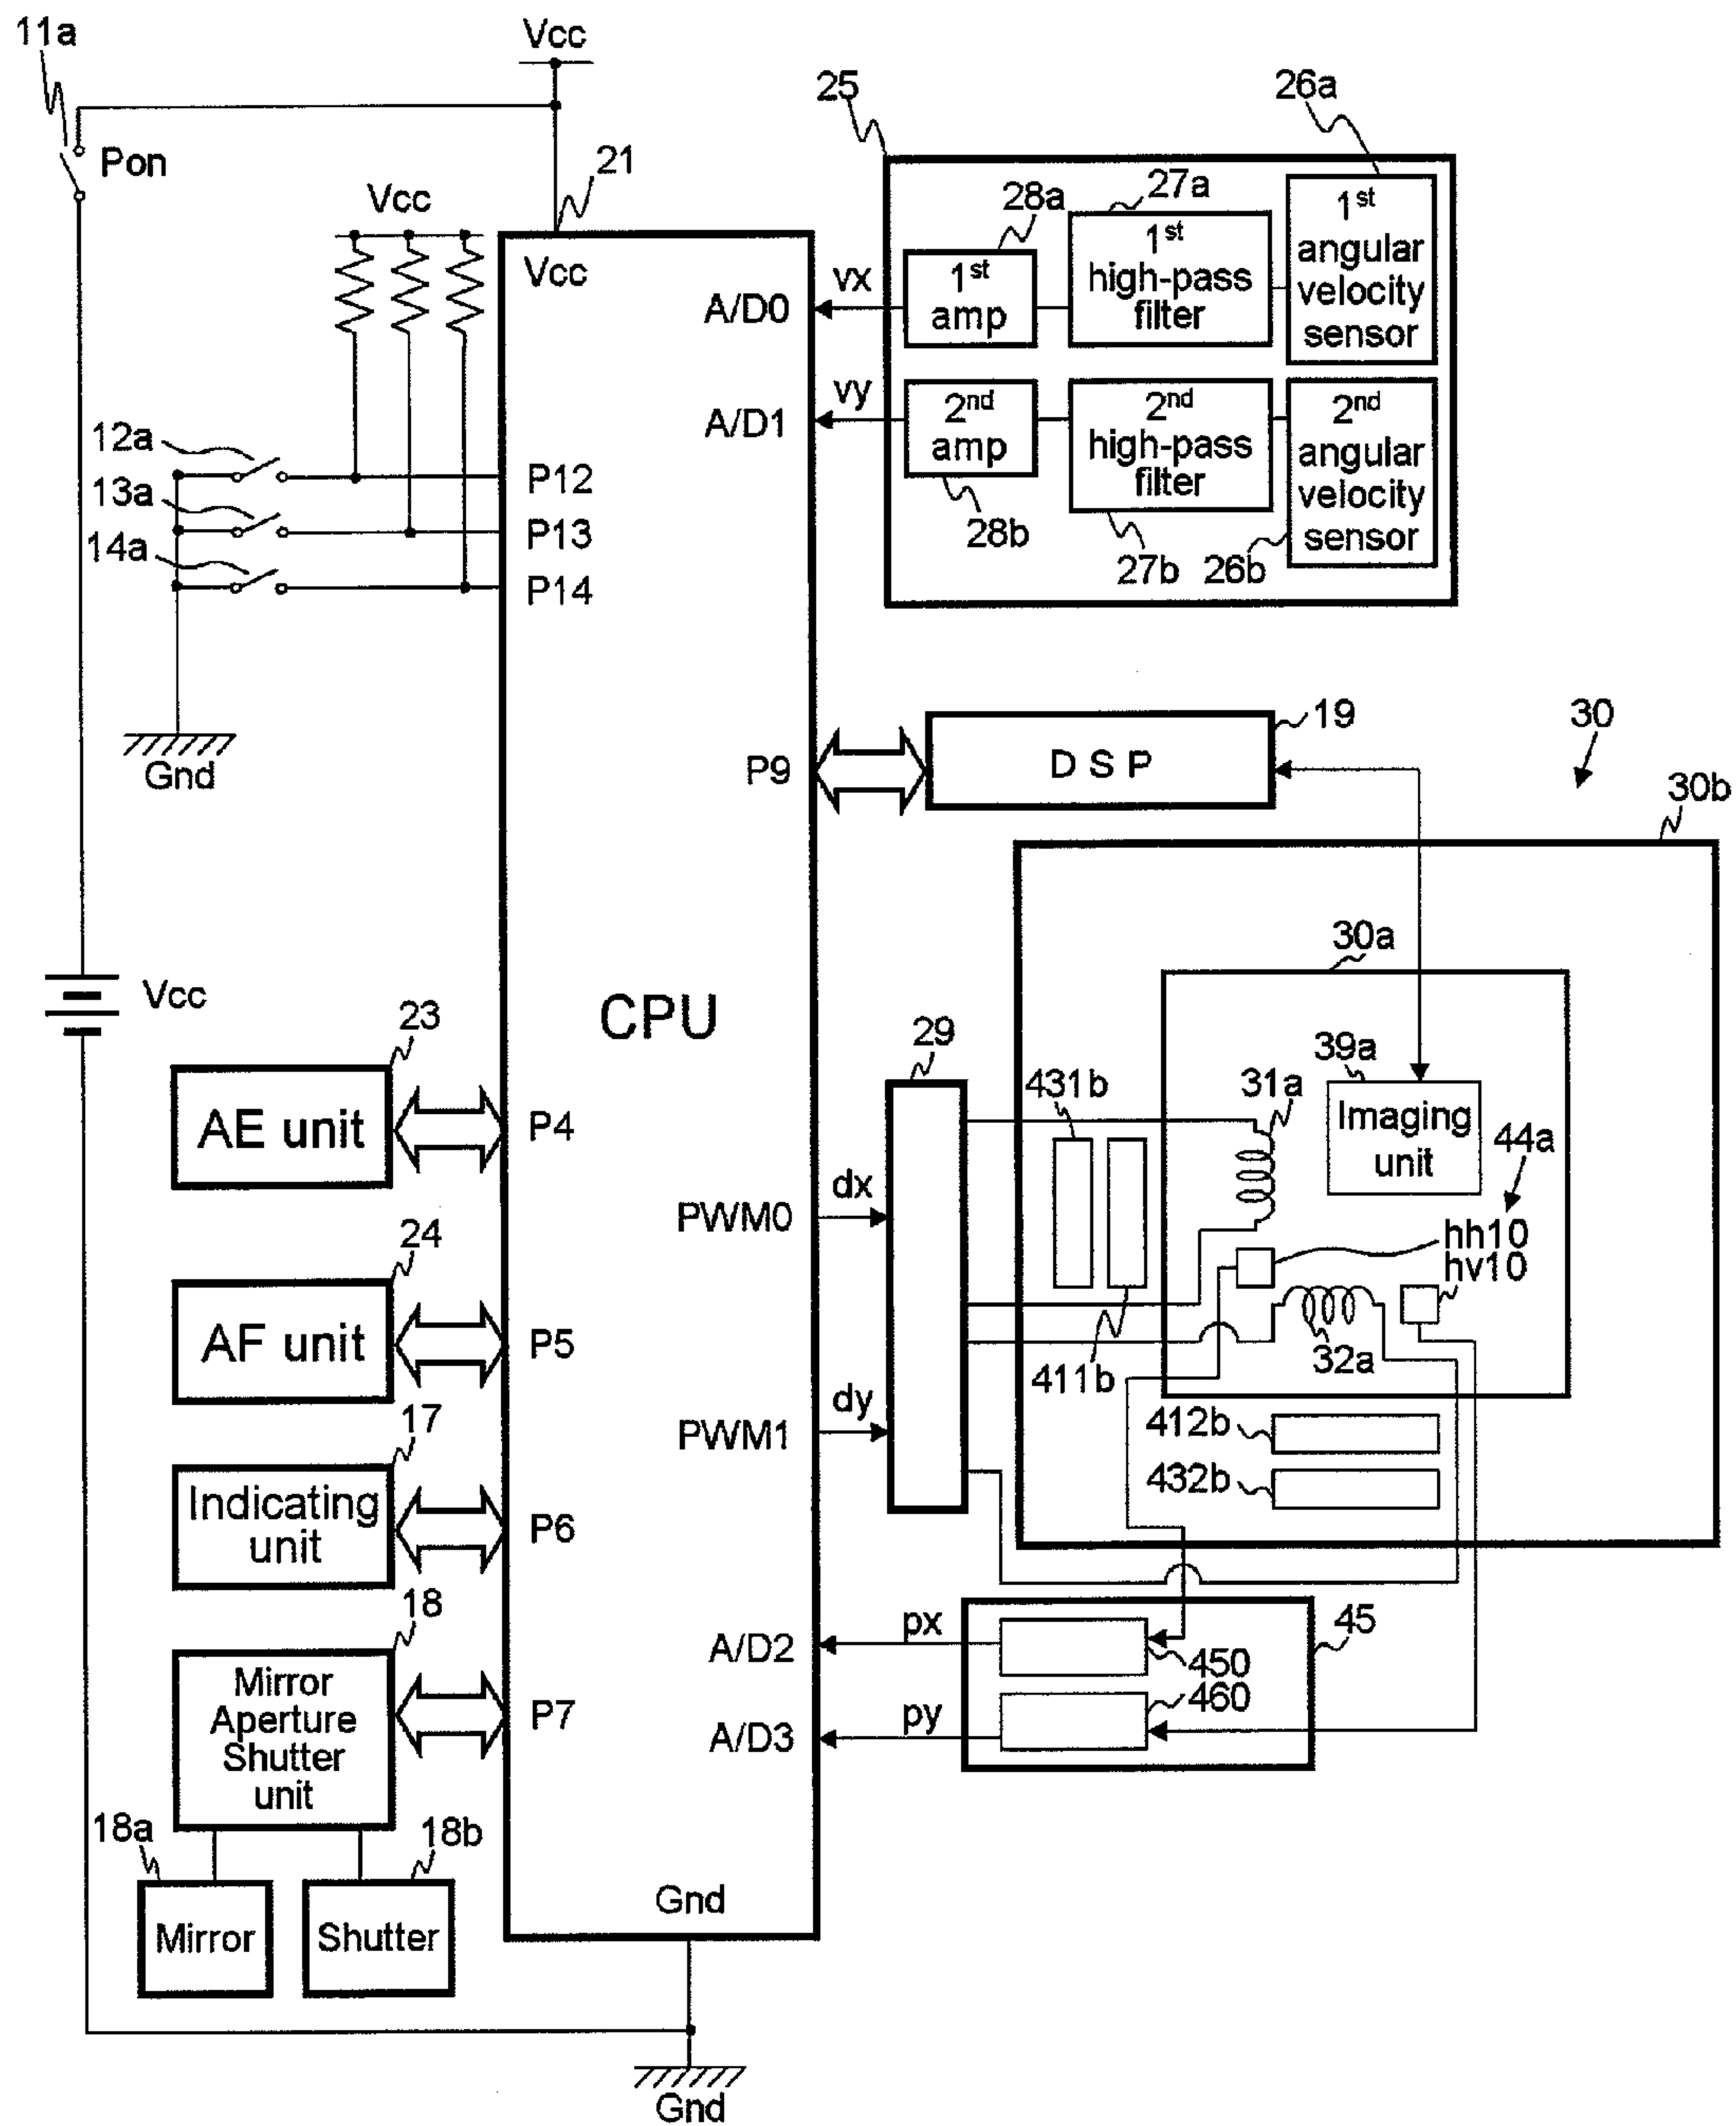 11a
Vcc
Pon
21
Vcc
Vcc
25
26a
28a
27a
1st
amp
1st
high-pass
filter
1st
angular
velocity
sensor
A/D0
vx
A/D1
vy
2nd
amp
2nd
high-pass
filter
2nd
angular
velocity
sensor
28b
27b
26b
12a
13a
14a
P12
P13
P14
Gnd
P9
DSP
19
30
30b
30a
Vcc
CPU
23
AE unit
P4
24
AF unit
P5
17
Indicating
unit
P6
18
Mirror
Aperture
Shutter
unit
P7
18a
18b
Mirror
Shutter
29
431b
31a
39a
Imaging
unit
44a
PWM0
dx
hh10
hv10
411b
32a
PWM1
dy
412b
432b
A/D2
px
450
45
A/D3
py
460
Gnd
Gnd